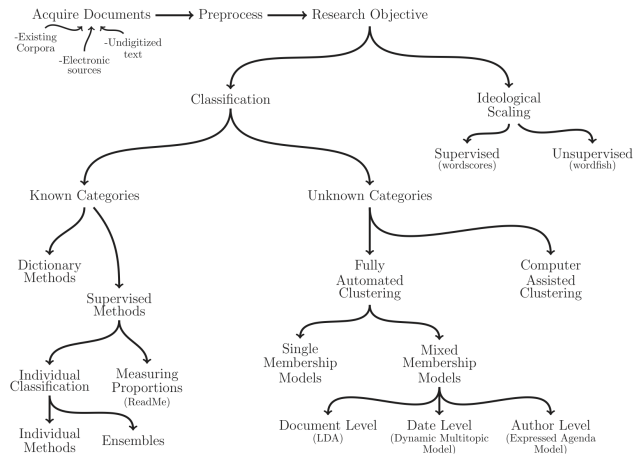 Acquire Documents
Preprocess
Research Objective
-Existing
Corpora
-Electronic
sources
-Undigitized
text
Classification
Ideological
Scaling
Supervised
(wordscores)
Unsupervised
(wordfish)
Known Categories
Unknown Categories
Dictionary
Methods
Supervised
Methods
Fully
Automated
Clustering
Computer
Assisted
Clustering
Individual
Classification
Measuring
Proportions
(ReadMe)
Single
Membership
Models
Mixed
Membership
Models
Individual
Methods
Ensembles
Document Level
(LDA)
Date Level
(Dynamic Multitopic
Model)
Author Level
(Expressed Agenda
Model)